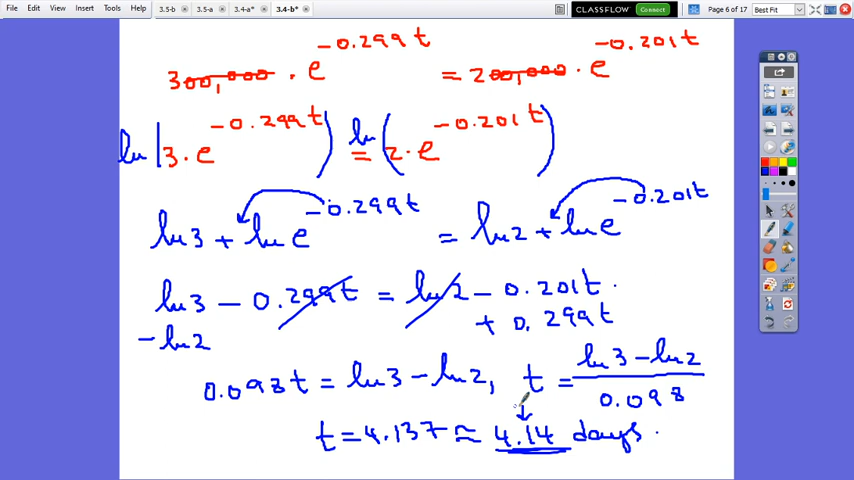 File Edit View Insert Tools Help 3.5-b 3.5-a 3.4-a* 3.4-b* CLASSFLOW Connect Page 6 of 17 Best Fit
300,000 · e^-0.299t = 200,000 · e^-0.201t
ln(3·e^-0.299t) ln= (2·e^-0.201t)
ln3 + ln e^-0.299t = ln2 + ln e^-0.201t
ln3 - 0.299t = ln2 - 0.201t
-ln2 + 0.299t
0.098t = ln3 - ln2, t = ln3 - ln2 / 0.098
t = 4.137 ≈ 4.14 days.